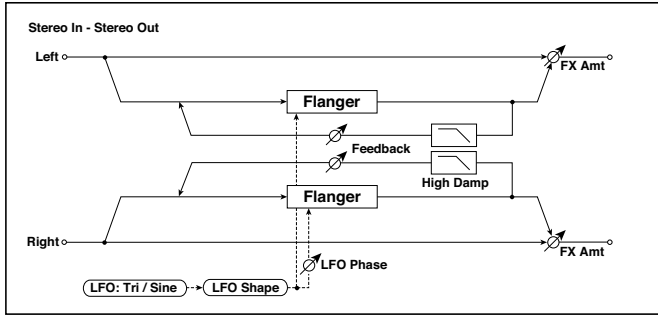 Stereo In - Stereo Out
Left
FX Amt
Flanger
Feedback
High Damp
Flanger
Right
FX Amt
LFO Phase
LFO: Tri / Sine
LFO Shape